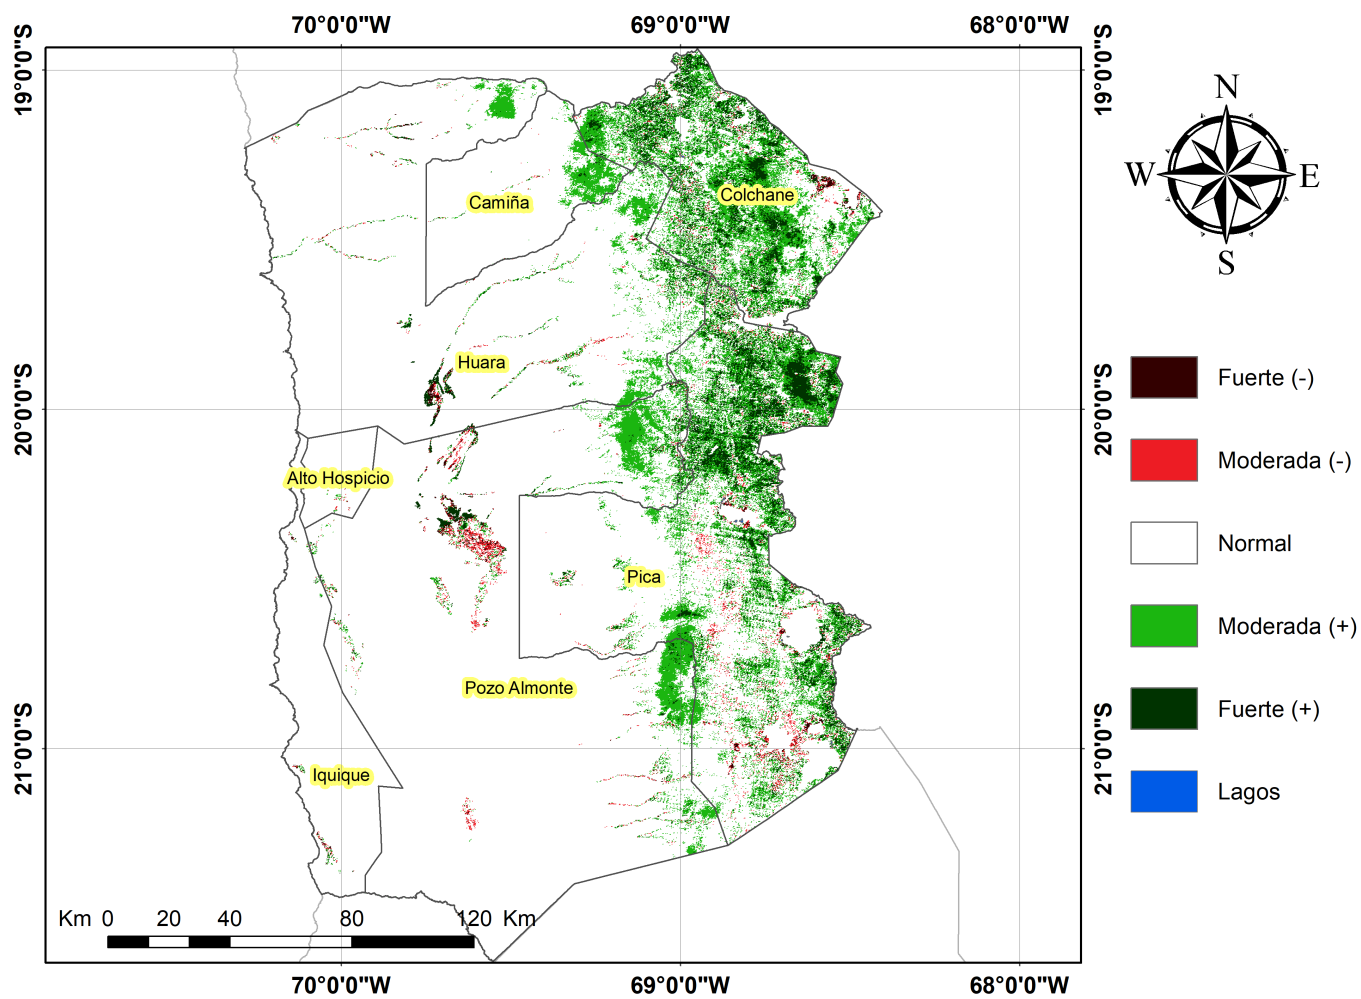 70°0'0"W 69°0'0"W 68°0'0"W
19°0'0"S 19°0'0"S
N
W E
S
Colchane
Camiña
Huara
Fuerte (-)
20°0'0"S 20°0'0"S
Moderada (-)
Alto Hospicio
Normal
Pica
Moderada (+)
Pozo Almonte
Fuerte (+)
21°0'0"S 21°0'0"S
Iquique
Lagos
Km 0 20 40 80 120 Km
70°0'0"W 69°0'0"W 68°0'0"W